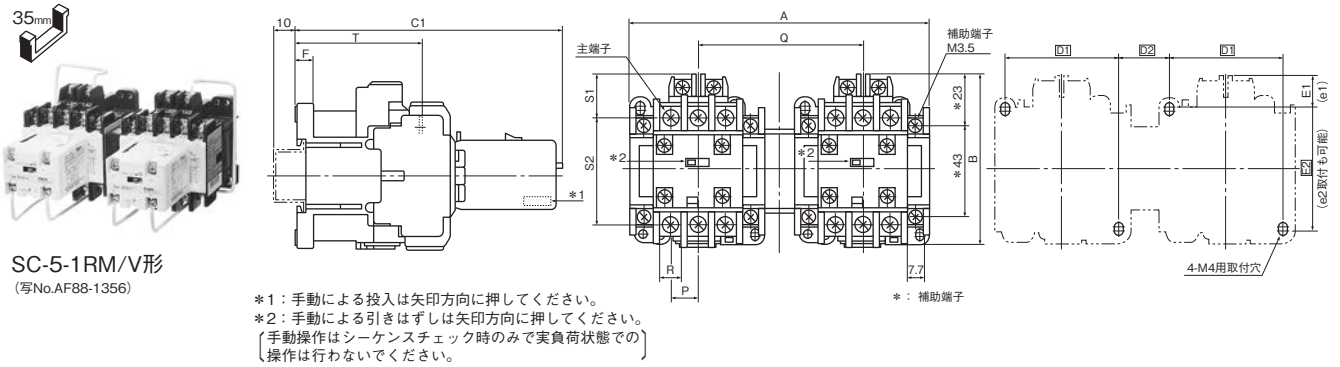 35mm
SC-5-1RM/V形
(写No.AF88-1356)
10
C1
T
F
*1
*1:手動による投入は矢印方向に押してください。
*2:手動による引きはずしは矢印方向に押してください。
手動操作はシーケンスチェック時のみで実負荷状態での
操作は行わないでください。
A
Q
主端子
補助端子
M3.5
S1
S2
*2
*2
*23
*43
B
R
P
7.7
*: 補助端子
D1
D2
D1
E1
(e1)
E2
(e2取付も可能)
4-M4用取付穴